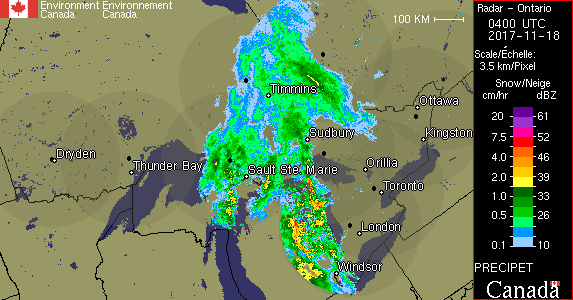 Environment Environnement
Canada Canada
100 KM
Timmins
Ottawa
Sudbury
Kingston
Dryden
Thunder Bay
Sault Ste. Marie
Orillia
Toronto
London
Windsor
Radar - Ontario
0400 UTC
2017-11-18
Scale/Échelle:
3.5 km/Pixel
Snow/Neige
cm/hr dBZ
20 61
7.5 52
4.0 46
2.0 39
1.0 33
0.5 26
0.1 10
PRECIPET
Canada